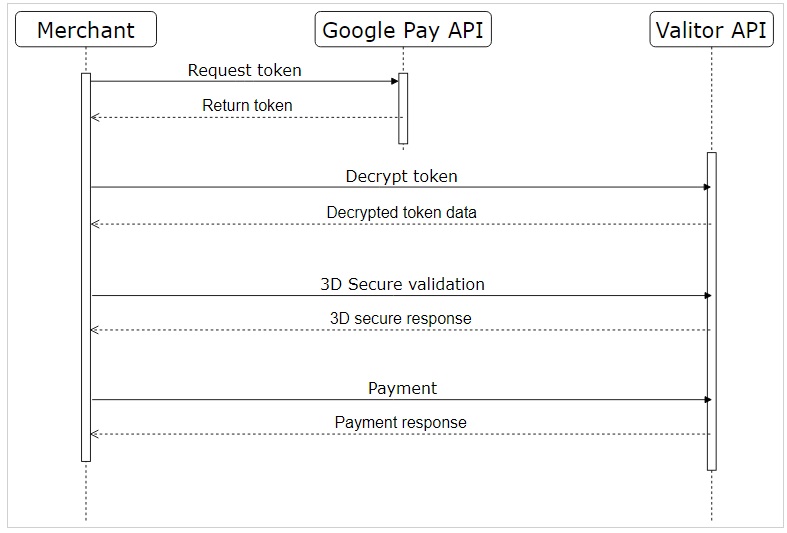 Merchant
Google Pay API
Valitor API
Request token
Return token
Decrypt token
Decrypted token data
3D Secure validation
3D secure response
Payment
Payment response